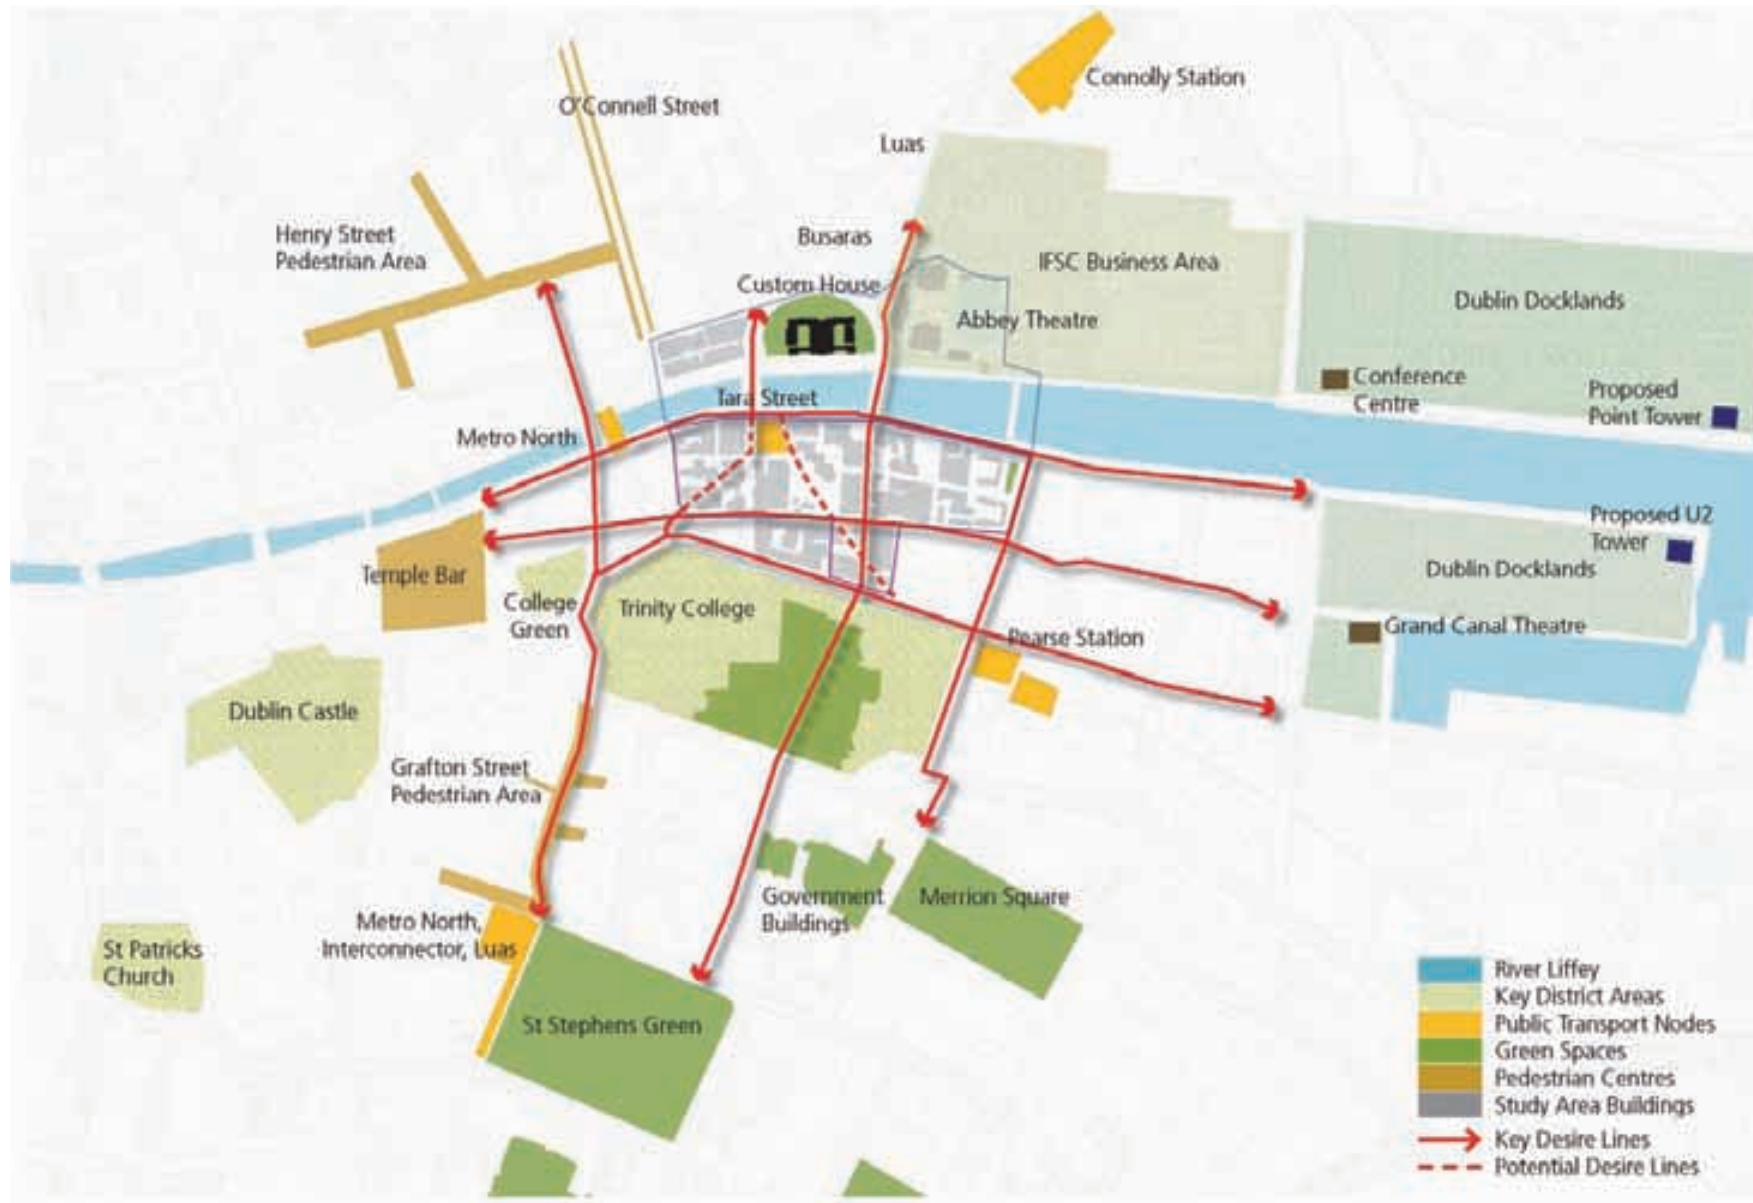 Connolly Station
O'Connell Street
Luas
Henry Street
Pedestrian Area
Busaras
IFSC Business Area
Custom House
Dublin Docklands
Abbey Theatre
Conference
Centre
Proposed
Point Tower
Tara Street
Metro North
Proposed U2
Tower
Temple Bar
Dublin Docklands
College
Green
Trinity College
Grand Canal Theatre
Pearse Station
Dublin Castle
Grafton Street
Pedestrian Area
Government
Buildings
Merrion Square
Metro North,
Interconnector, Luas
St Patricks
Church
St Stephens Green
River Liffey
Key District Areas
Public Transport Nodes
Green Spaces
Pedestrian Centres
Study Area Buildings
Key Desire Lines
Potential Desire Lines